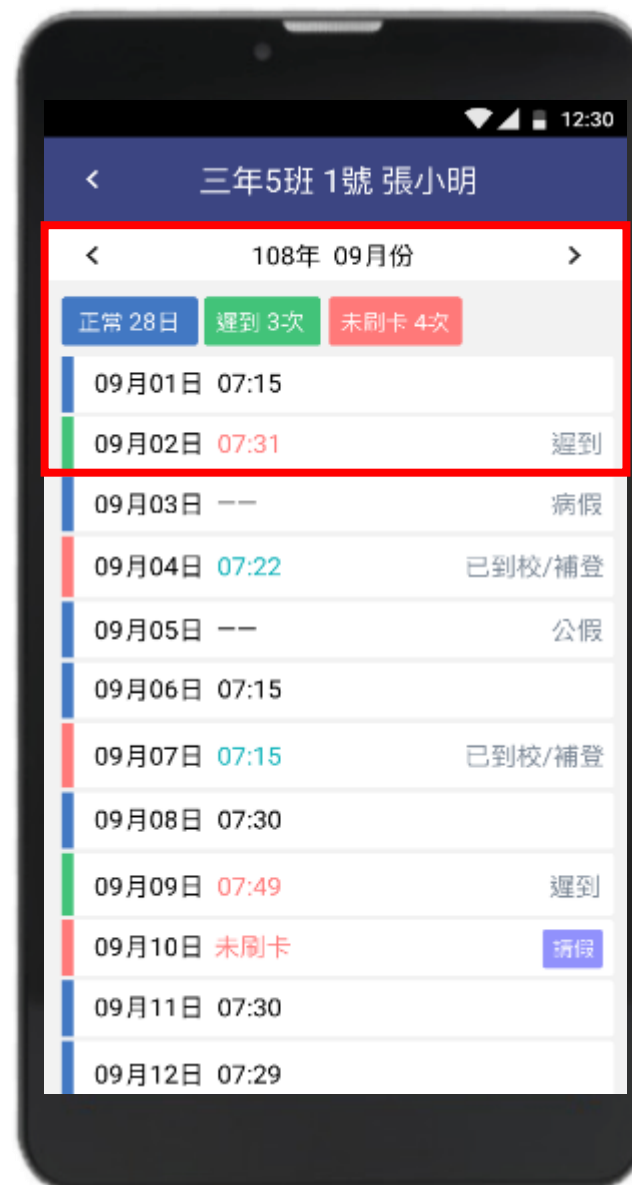 12:30
三年5班 1號 張小明
108年 09月份
正常 28日 遲到 3次 未刷卡 4次
09月01日 07:15
09月02日 07:31 遲到
09月03日 —— 病假
09月04日 07:22 已到校/補登
09月05日 —— 公假
09月06日 07:15
09月07日 07:15 已到校/補登
09月08日 07:30
09月09日 07:49 遲到
09月10日 未刷卡 請假
09月11日 07:30
09月12日 07:29